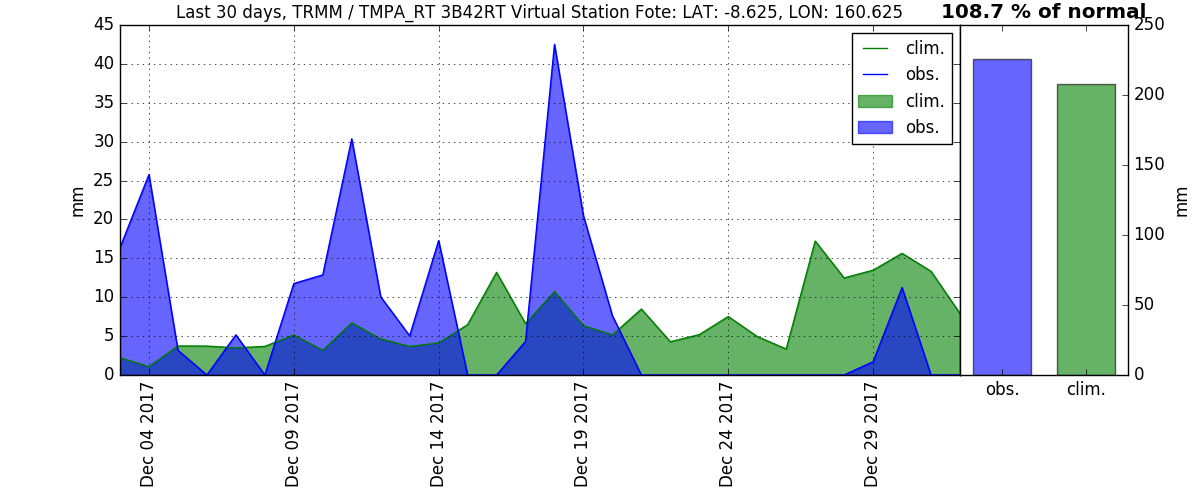 Last 30 days, TRMM / TMPA_RT 3B42RT Virtual Station Fote: LAT: -8.625, LON: 160.625
108.7 % of normal
45
40
35
30
25
20
15
10
5
0
mm
clim.
obs.
clim.
obs.
250
200
150
100
50
0
mm
obs.
clim.
Dec 04 2017
Dec 09 2017
Dec 14 2017
Dec 19 2017
Dec 24 2017
Dec 29 2017